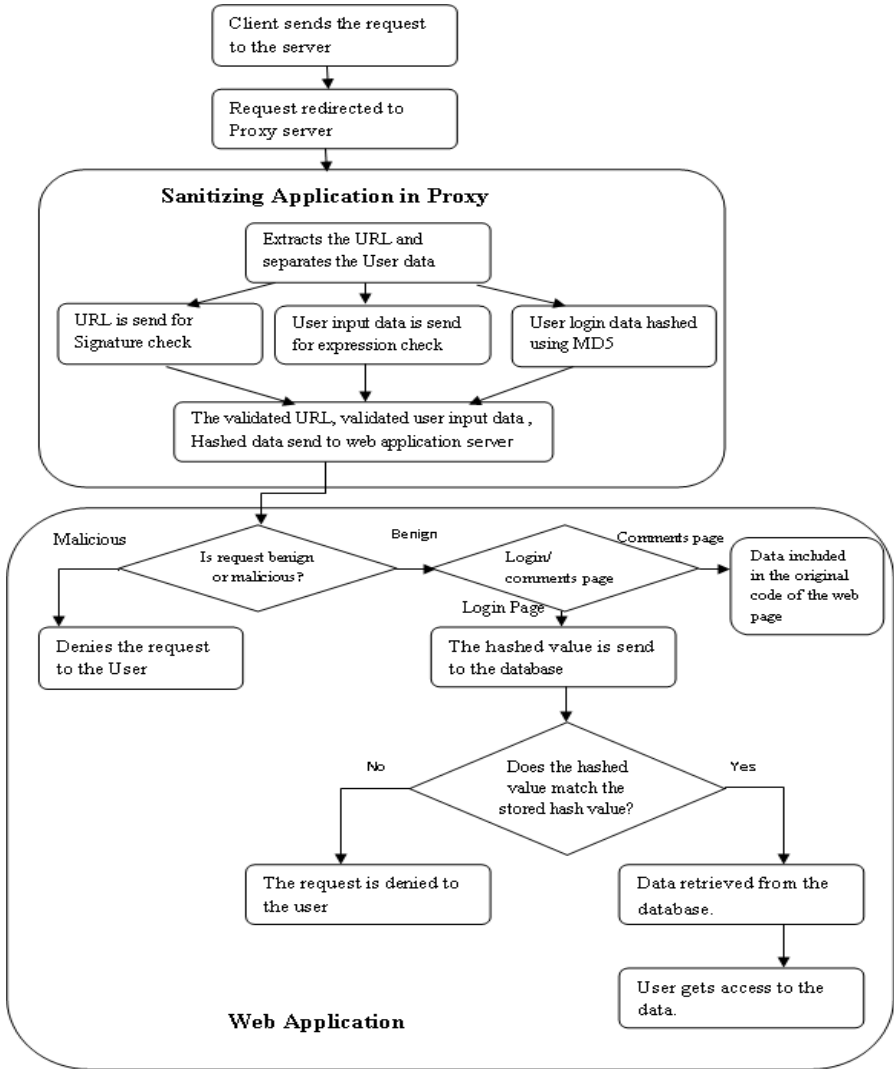 Client sends the request
to the server
Request redirected to
Proxy server
Sanitizing Application in Proxy
Extracts the URL and
separates the User data
URL is send for
Signature check
User input data is send
for expression check
User login data hashed
using MD5
The validated URL, validated user input data ,
Hashed data send to web application server
Malicious
Is request benign
or malicious?
Benign
Login/
comments page
Comments page
Data included
in the original
code of the web
page
Login Page
Denies the request
to the User
The hashed value is send
to the database
No
Does the hashed
value match the
stored hash value?
Yes
The request is denied to
the user
Data retrieved from the
database.
User gets access to the
data.
Web Application